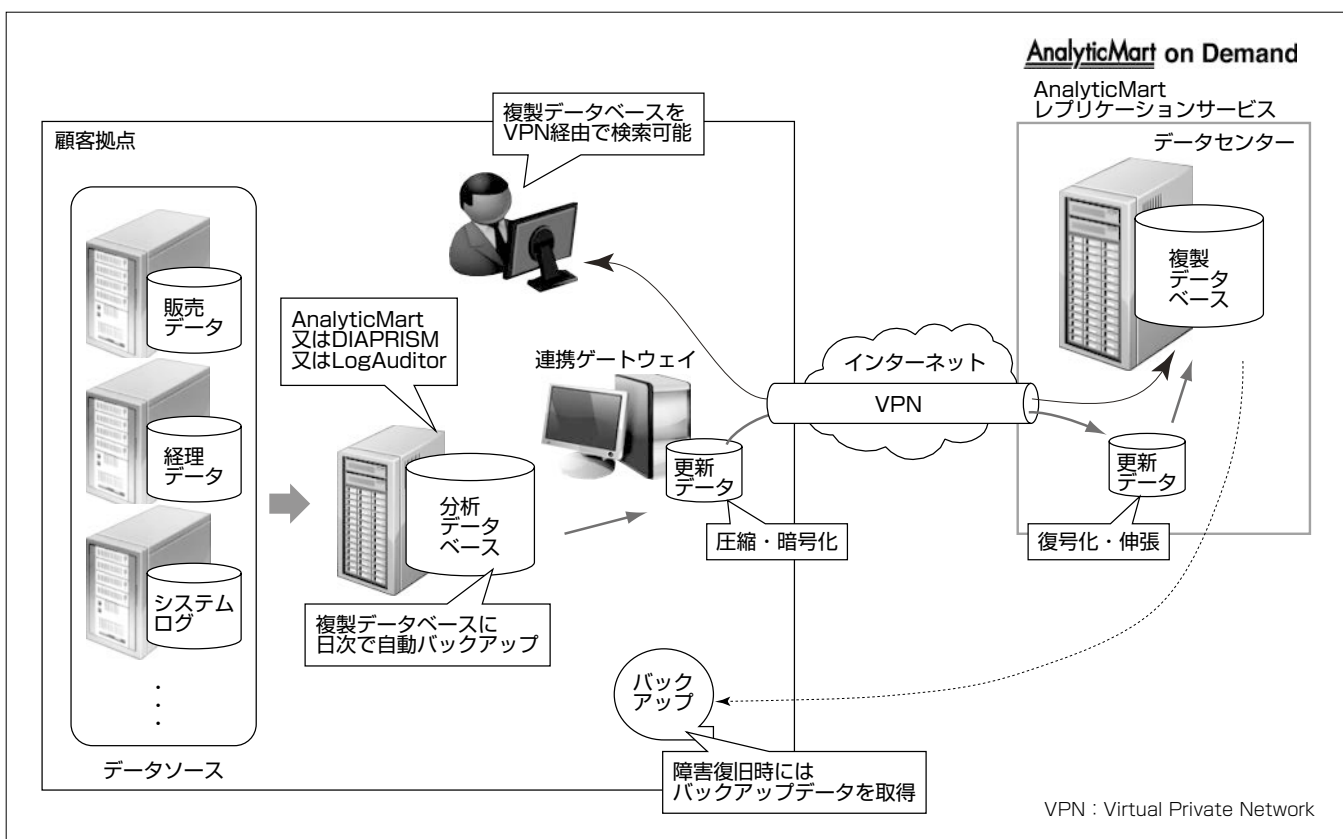 AnalyticMart on Demand
AnalyticMart
レプリケーションサービス
データセンター
複製
データ
ベース
更新
データ
復号化・伸張
顧客拠点
複製データベースを
VPN経由で検索可能
販売
データ
経理
データ
システム
ログ
・
・
・
データソース
AnalyticMart
又はDIAPRISM
又はLogAuditor
分析
データ
ベース
複製データベースに
日次で自動バックアップ
連携ゲートウェイ
更新
データ
圧縮・暗号化
インターネット
VPN
バック
アップ
障害復旧時には
バックアップデータを取得
VPN：Virtual Private Network